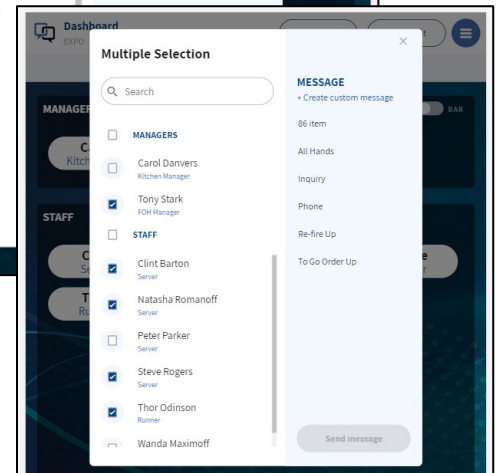 Dashboard
EXPO
Multiple Selection
Search
MANAGERS
Carol Danvers
Kitchen Manager
Tony Stark
FOH Manager
STAFF
Clint Barton
Server
Natasha Romanoff
Server
Peter Parker
Server
Steve Rogers
Server
Thor Odinson
Runner
Wanda Maximoff
MESSAGE
+ Create custom message
86 item
All Hands
Inquiry
Phone
Re-fire Up
To Go Order Up
Send message
BAR
STAFF